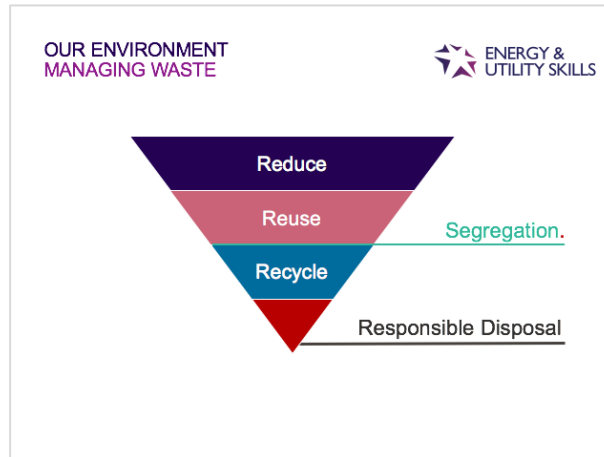 OUR ENVIRONMENT
MANAGING WASTE
ENERGY &
UTILITY SKILLS
Reduce
Reuse
Segregation.
Recycle
Responsible Disposal